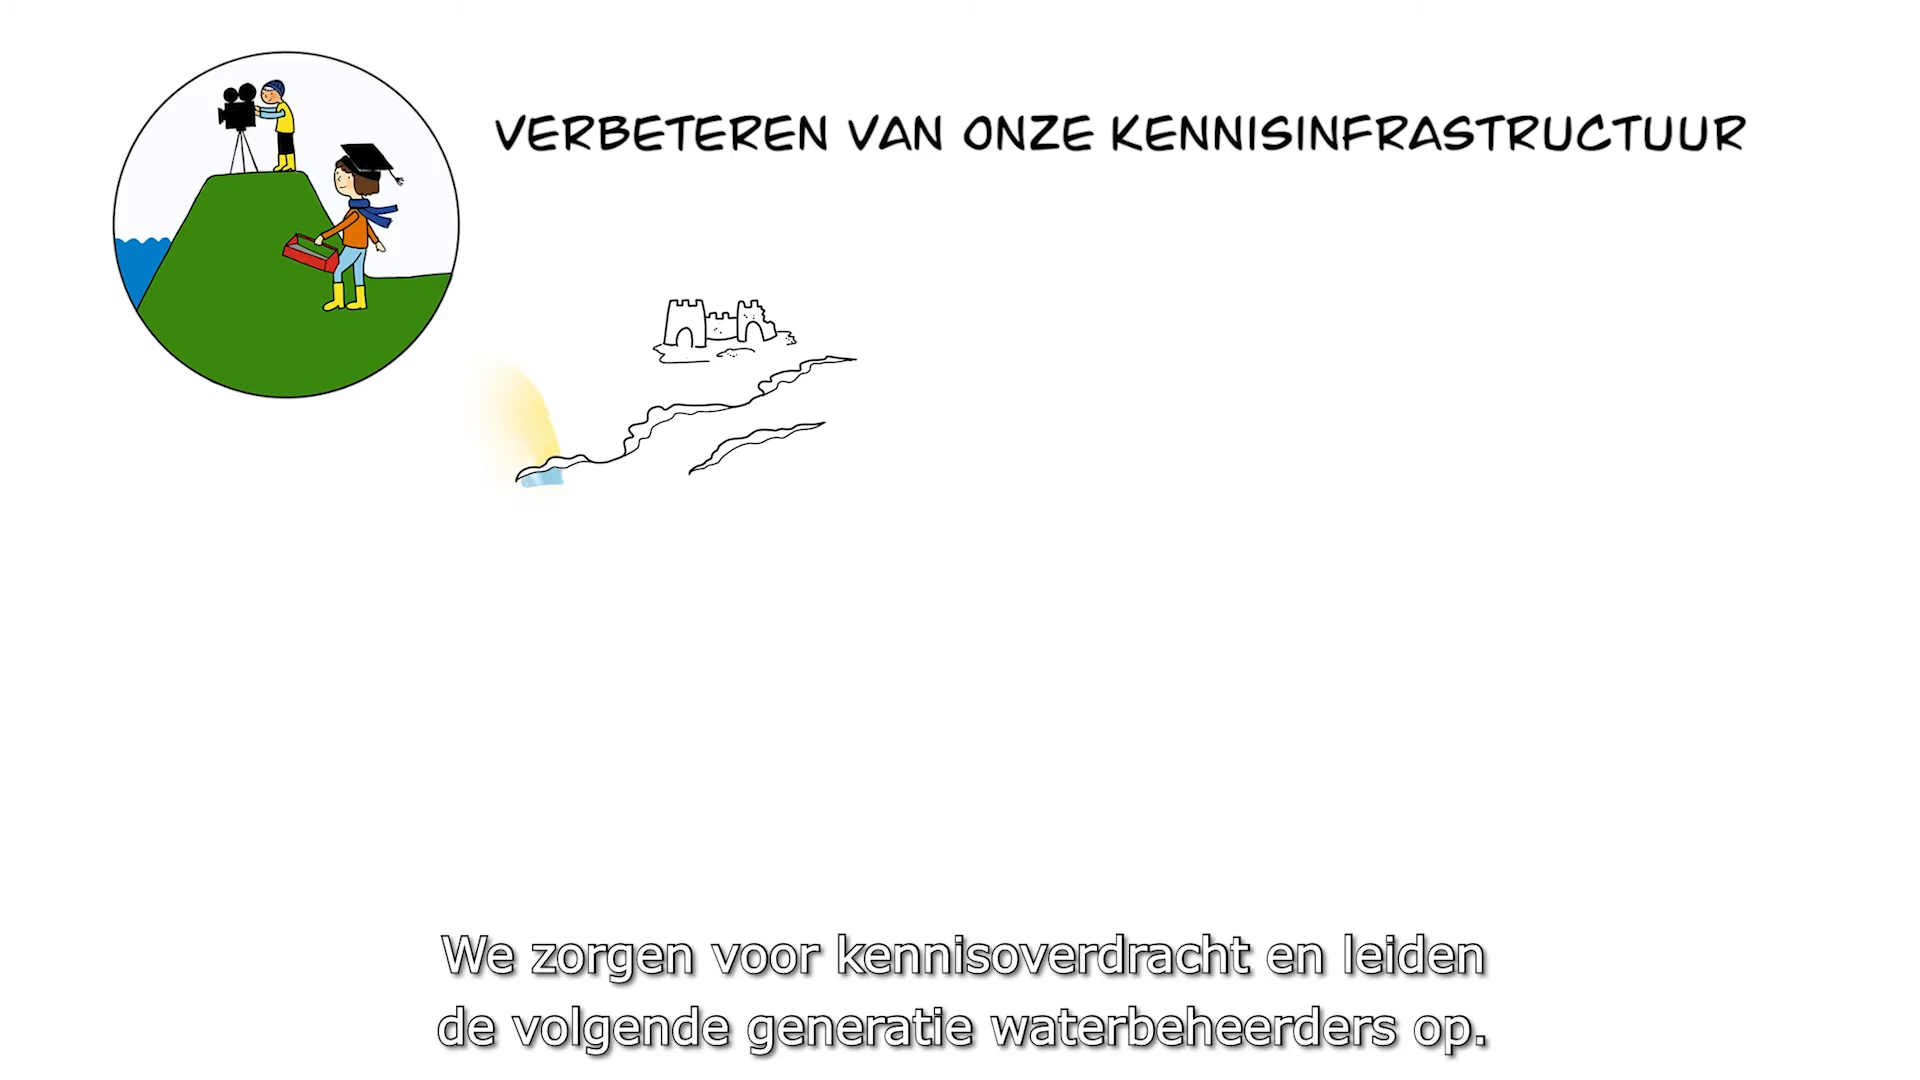 VERBETEREN VAN ONZE KENNISINFRASTRUCTUUR
We zorgen voor kennisoverdracht en leiden
de volgende generatie waterbeheerders op.